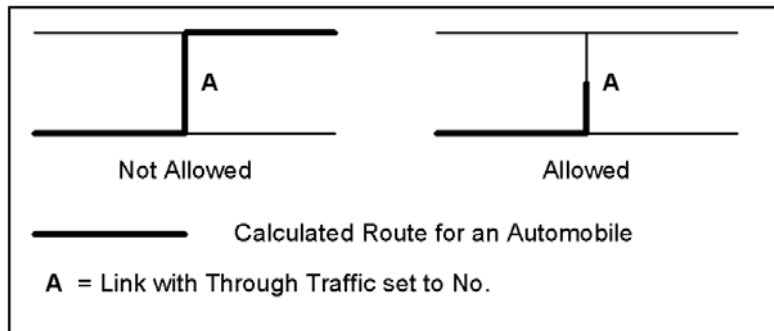 A
A
Not Allowed
Allowed
Calculated Route for an Automobile
A = Link with Through Traffic set to No.